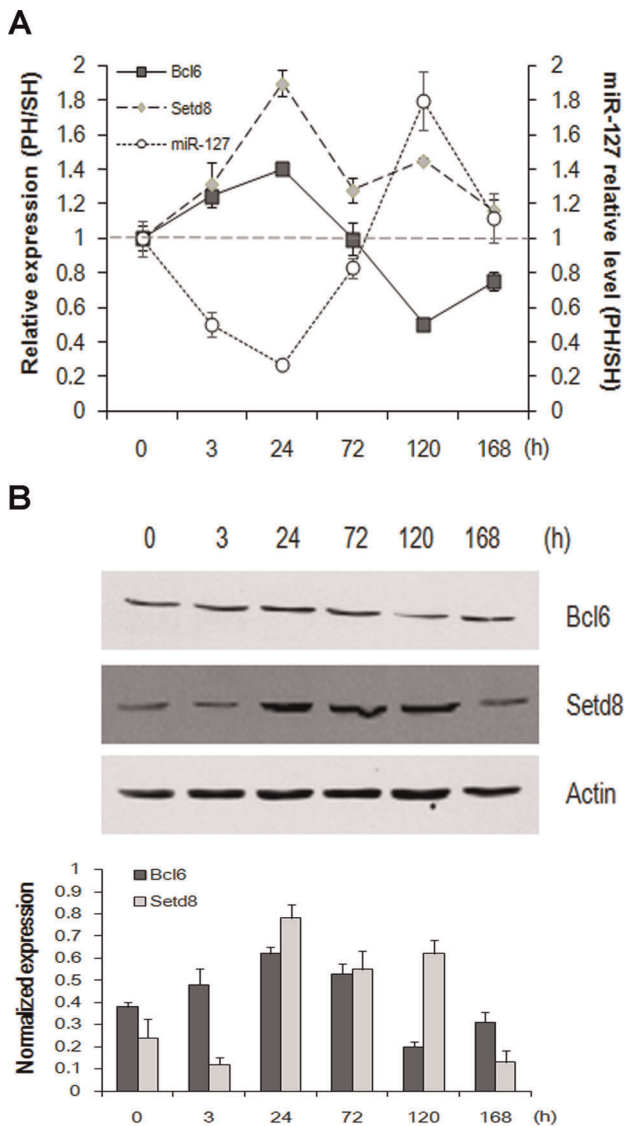 A
Relative expression (PH/SH)
2
1.8
1.6
1.4
1.2
1
0.8
0.6
0.4
0.2
0
Bcl6
Setd8
miR-127
2
1.8
1.6
1.4
1.2
1
0.8
0.6
0.4
0.2
0
miR-127 relative level (PH/SH)
0 3 24 72 120 168 (h)
B
0 3 24 72 120 168 (h)
Bcl6
Setd8
Actin
Normalized expression
1
0.9
0.8
0.7
0.6
0.5
0.4
0.3
0.2
0.1
0
Bcl6
Setd8
0 3 24 72 120 168 (h)